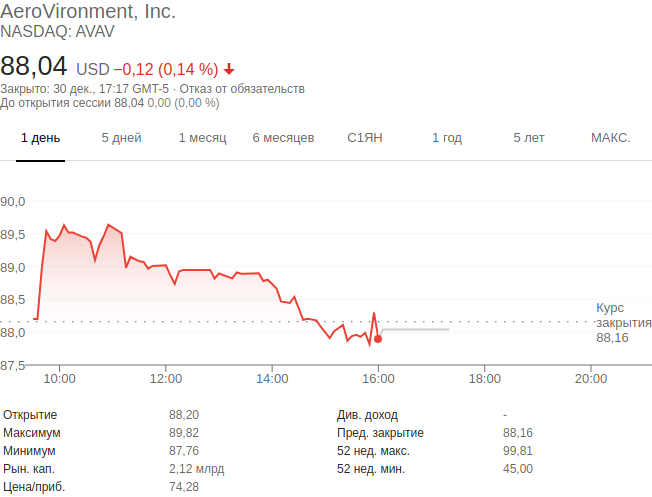 AeroVironment, Inc.
NASDAQ: AVAV
88,04 USD −0,12 (0,14 %)
Закрыто: 30 дек., 17:17 GMT-5 · Отказ от обязательств
До открытия сессии 88,04 0,00 (0,00 %)
1 день 5 дней 1 месяц 6 месяцев С1ЯН 1 год 5 лет МАКС.
90,0
89,5
89,0
88,5
Курс
закрытия
88,16
88,0
87,5
10:00 12:00 14:00 16:00 18:00 20:00
Открытие 88,20 Див. доход -
Максимум 89,82 Пред. закрытие 88,16
Минимум 87,76 52 нед. макс. 99,81
Рын. кап. 2,12 млрд 52 нед. мин. 45,00
Цена/приб. 74,28